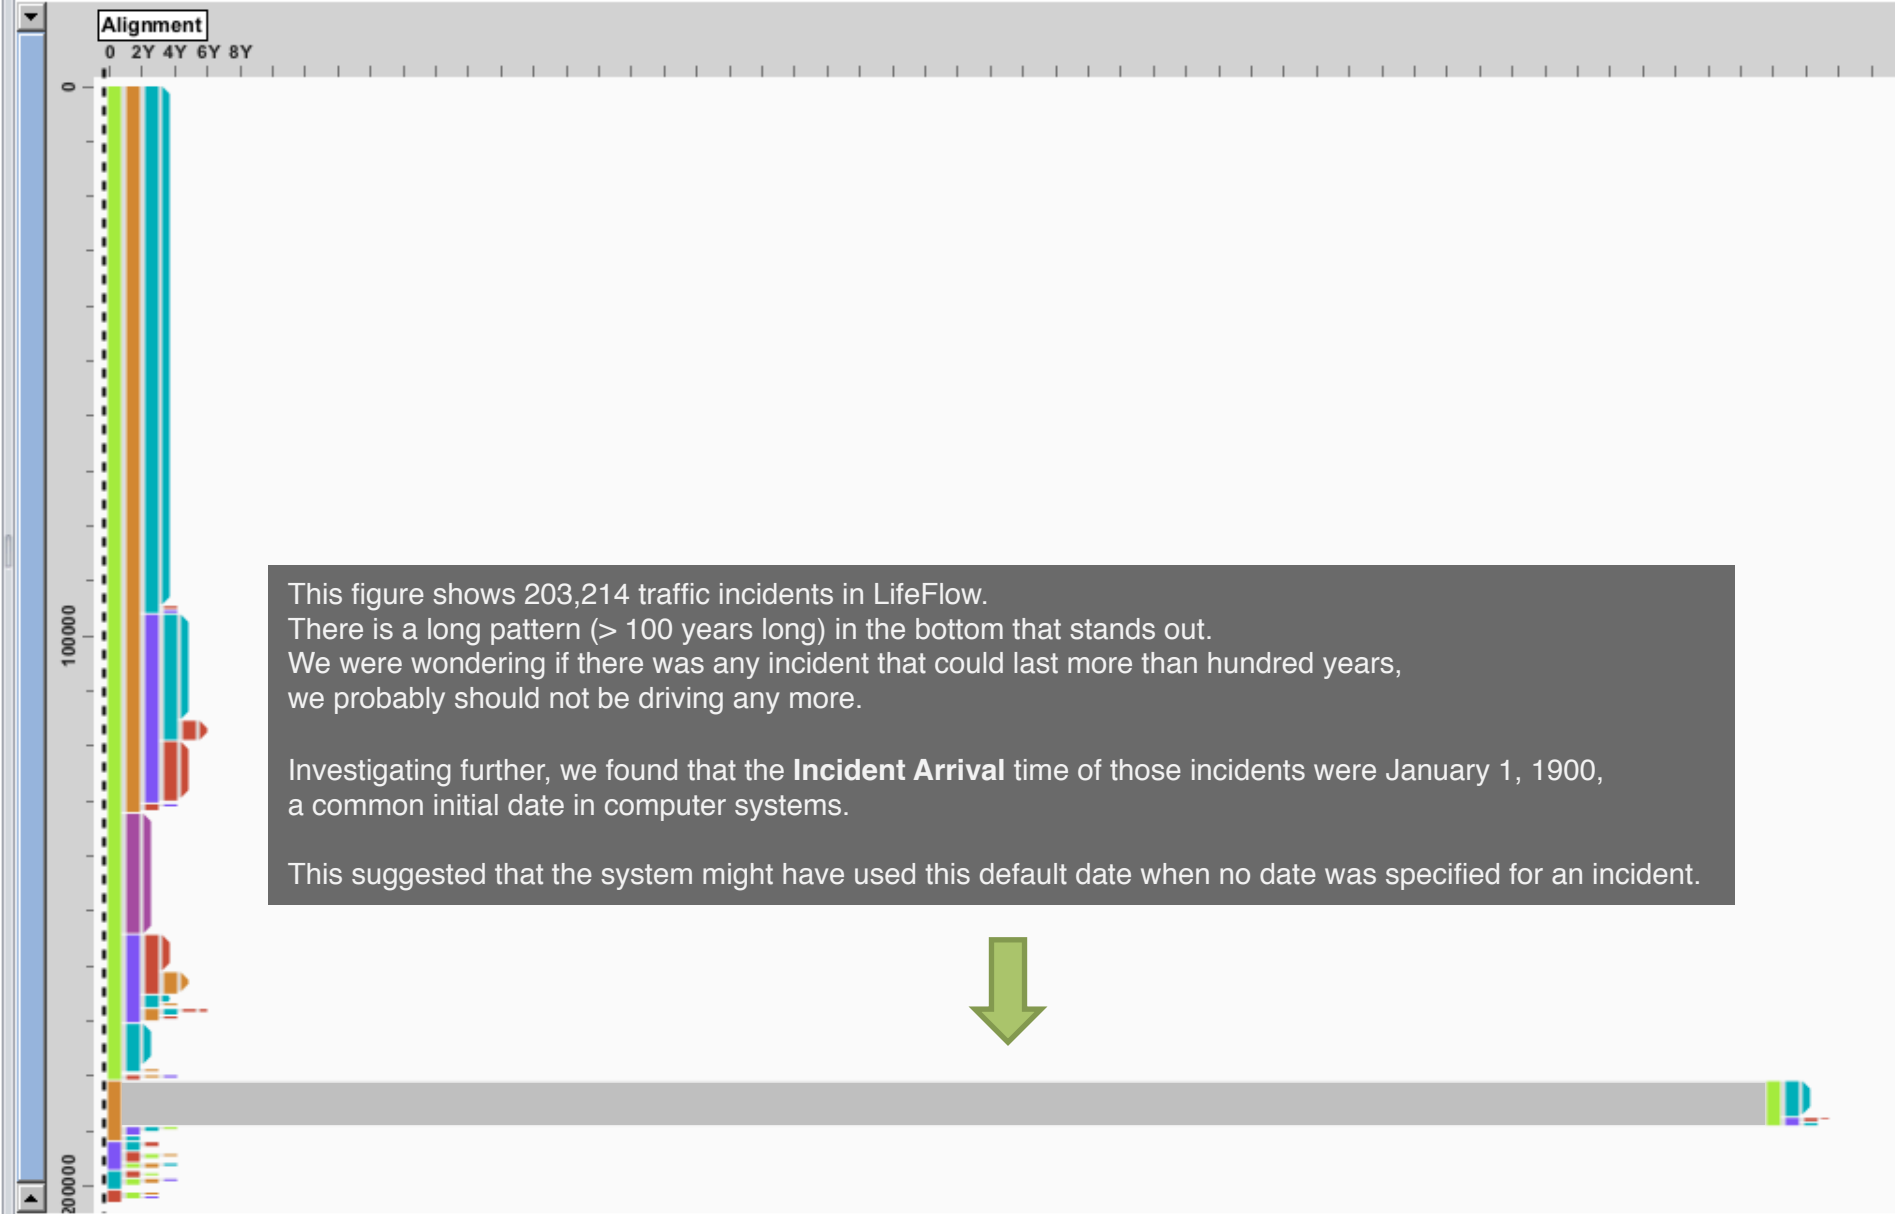 Alignment
0 2Y 4Y 6Y 8Y
0
100000
200000
This figure shows 203,214 traffic incidents in LifeFlow.
There is a long pattern (> 100 years long) in the bottom that stands out.
We were wondering if there was any incident that could last more than hundred years,
we probably should not be driving any more.
Investigating further, we found that the Incident Arrival time of those incidents were January 1, 1900,
a common initial date in computer systems.
This suggested that the system might have used this default date when no date was specified for an incident.